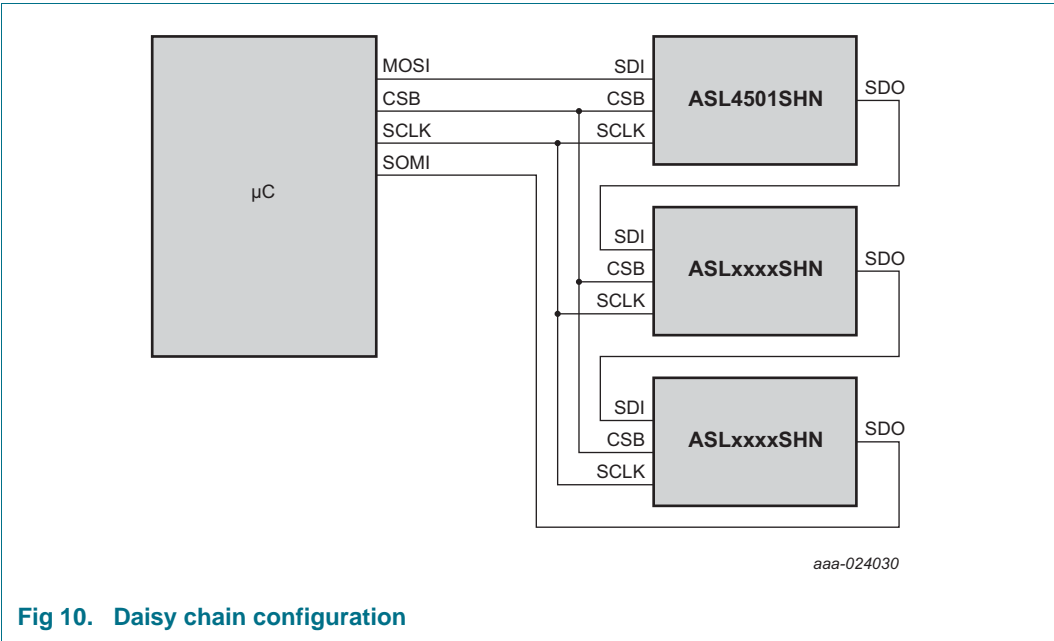 MOSI
CSB
SCLK
SOMI
µC
SDI
CSB
SCLK
ASL4501SHN
SDO
SDI
CSB
SCLK
ASLxxxxSHN
SDO
SDI
CSB
SCLK
ASLxxxxSHN
SDO
aaa-024030
Fig 10. Daisy chain configuration